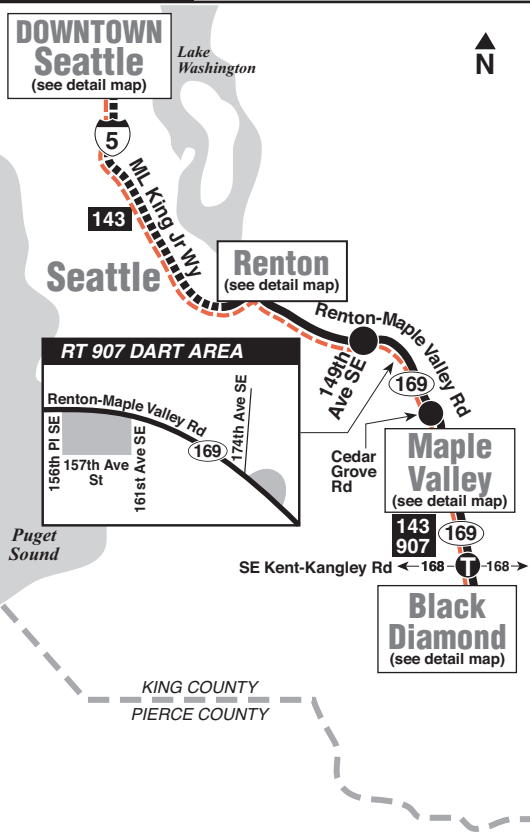 DOWNTOWN
Seattle
(see detail map)
Lake
Washington
N
5
ML King Jr Wy
143
Seattle
Renton
(see detail map)
Renton-Maple Valley Rd
149th
Ave SE
169
RT 907 DART AREA
Renton-Maple Valley Rd
174th Ave SE
169
156th Pl SE
157th Ave
St
161st Ave SE
Cedar
Grove
Rd
Maple
Valley
(see detail map)
143
907
169
Puget
Sound
SE Kent-Kangley Rd
168
T
168
Black
Diamond
(see detail map)
KING COUNTY
PIERCE COUNTY